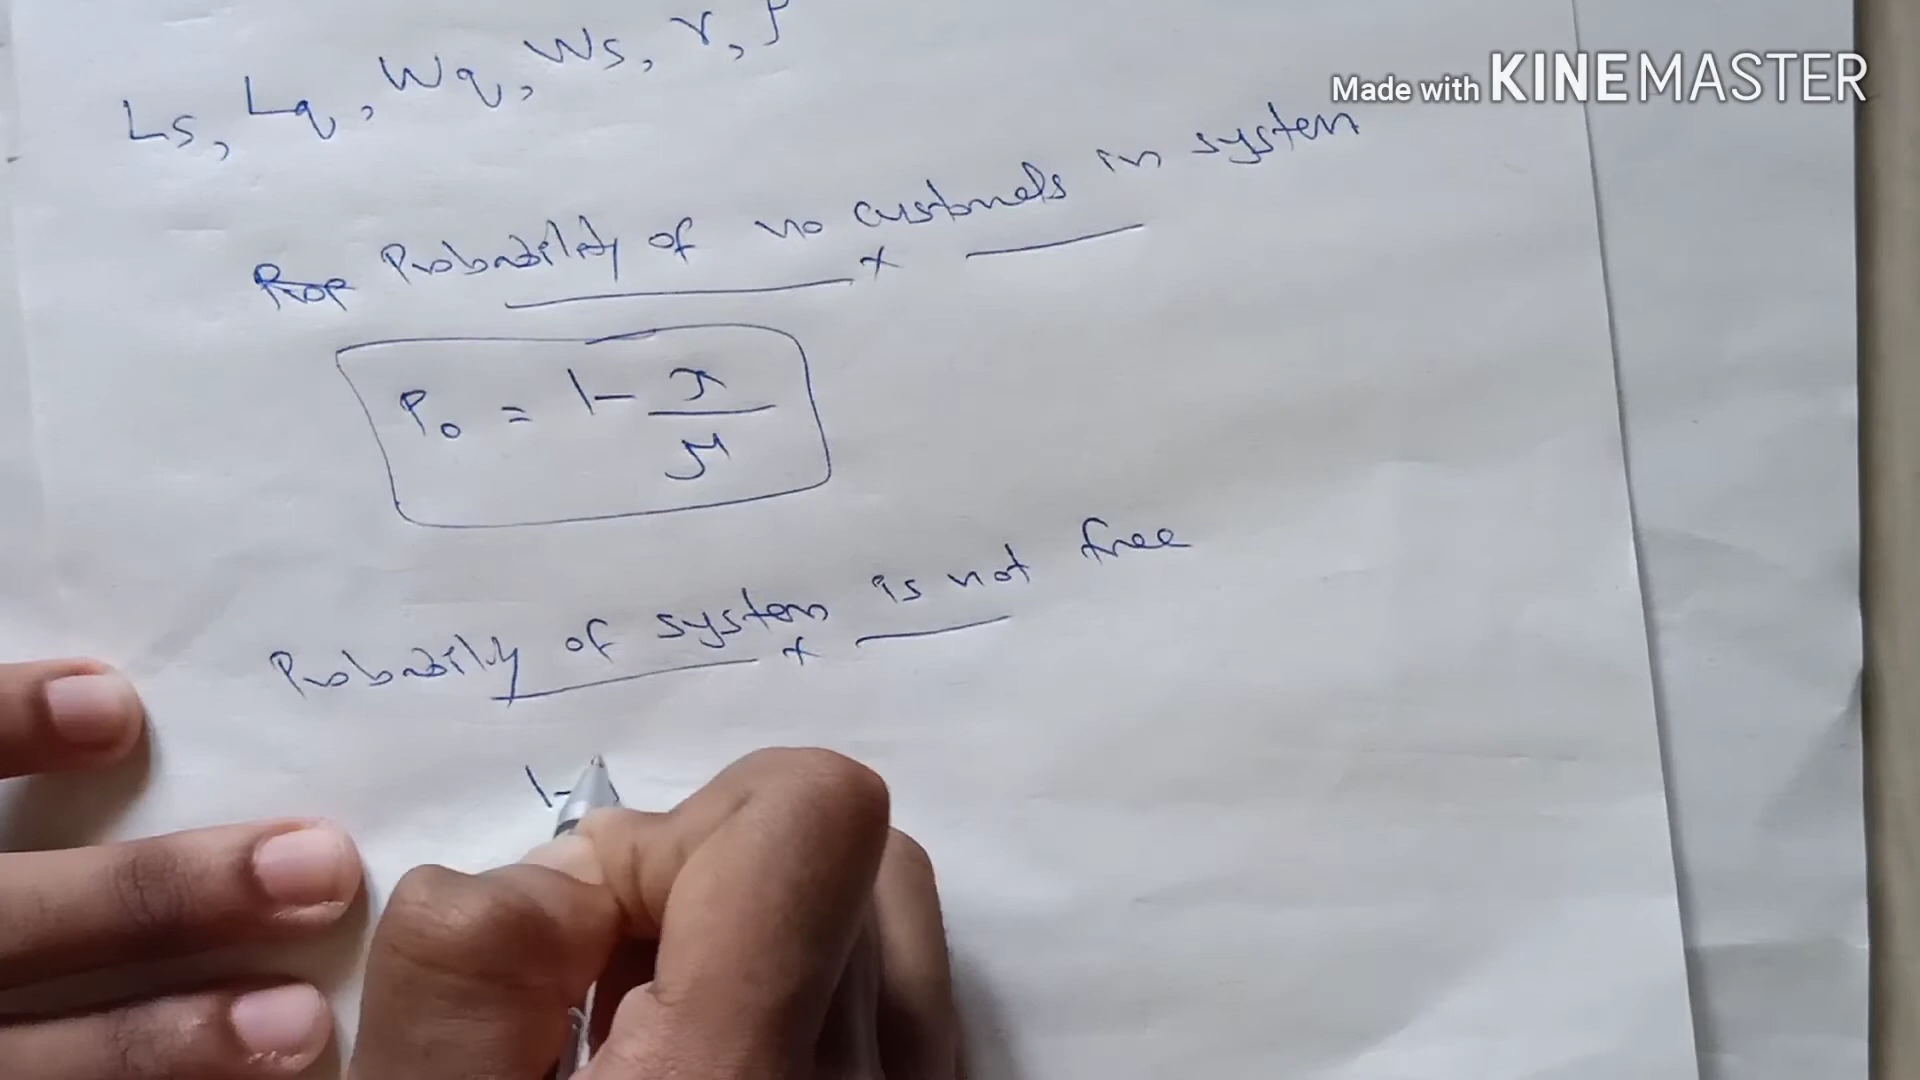 Made with KINEMASTER
Ls, Lq, Wq, Ws, r, ρ
Probability of no customers in system
P₀ = 1 - λ/μ
Probability of system is not free
1-